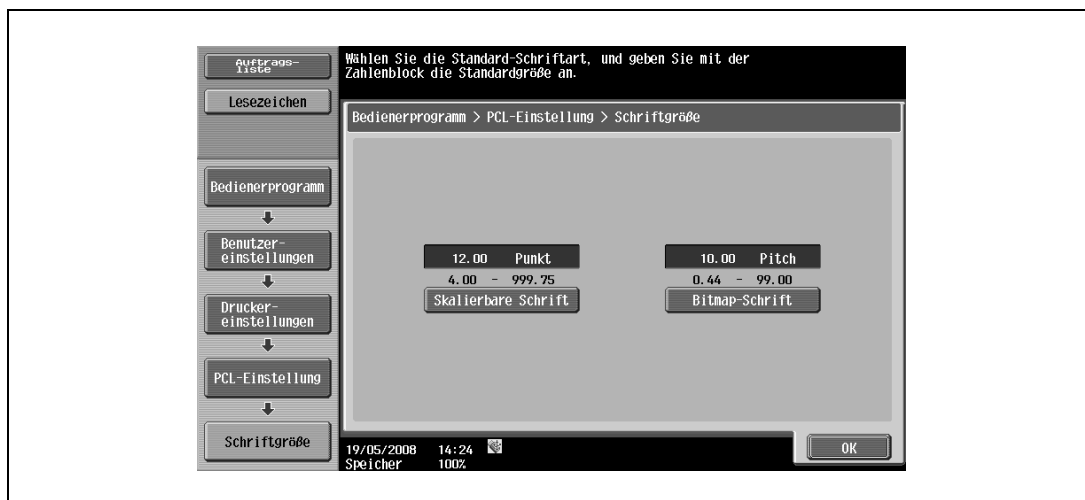 Auftrags-
liste
Lesezeichen
Bedienerprogramm
Benutzer-
einstellungen
Drucker-
einstellungen
PCL-Einstellung
Schriftgröße
Wählen Sie die Standard-Schriftart, und geben Sie mit der
Zahlenblock die Standardgröße an.
Bedienerprogramm > PCL-Einstellung > Schriftgröße
12.00 Punkt
4.00 - 999.75
Skalierbare Schrift
10.00 Pitch
0.44 - 99.00
Bitmap-Schrift
19/05/2008 14:24
Speicher 100%
OK